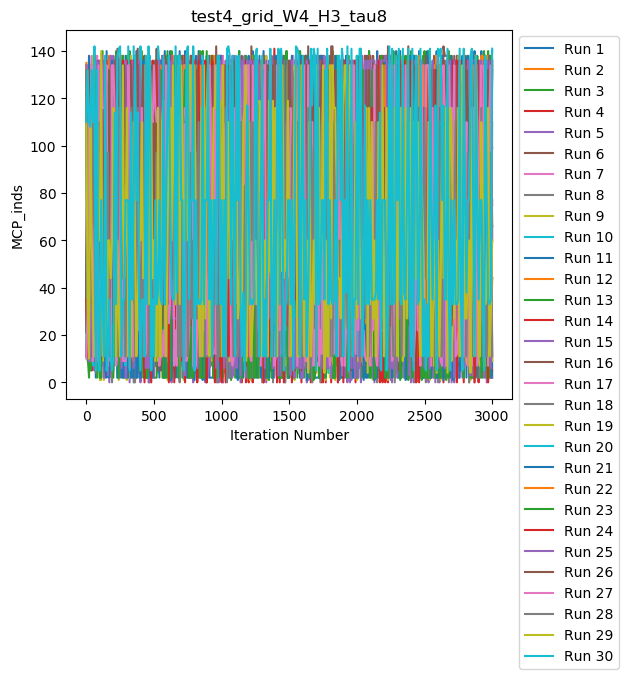 test4_grid_W4_H3_tau8
MCP_inds
140
120
100
80
60
40
20
0
0
500
1000
1500
2000
2500
3000
Iteration Number
Run 1
Run 2
Run 3
Run 4
Run 5
Run 6
Run 7
Run 8
Run 9
Run 10
Run 11
Run 12
Run 13
Run 14
Run 15
Run 16
Run 17
Run 18
Run 19
Run 20
Run 21
Run 22
Run 23
Run 24
Run 25
Run 26
Run 27
Run 28
Run 29
Run 30